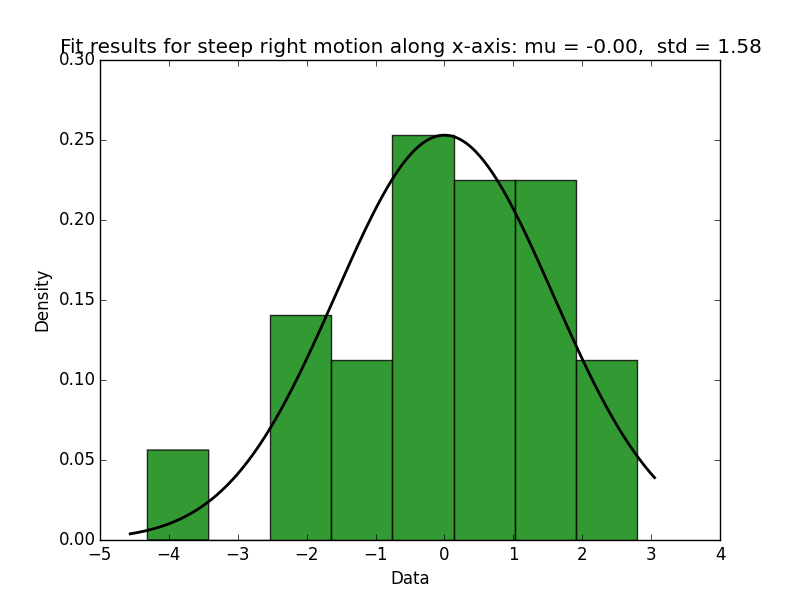 Fit results for steep right motion along x-axis: mu = -0.00,  std = 1.58
0.30
0.25
0.20
0.15
0.10
0.05
0.00
Density
−5 −4 −3 −2 −1 0 1 2 3 4
Data